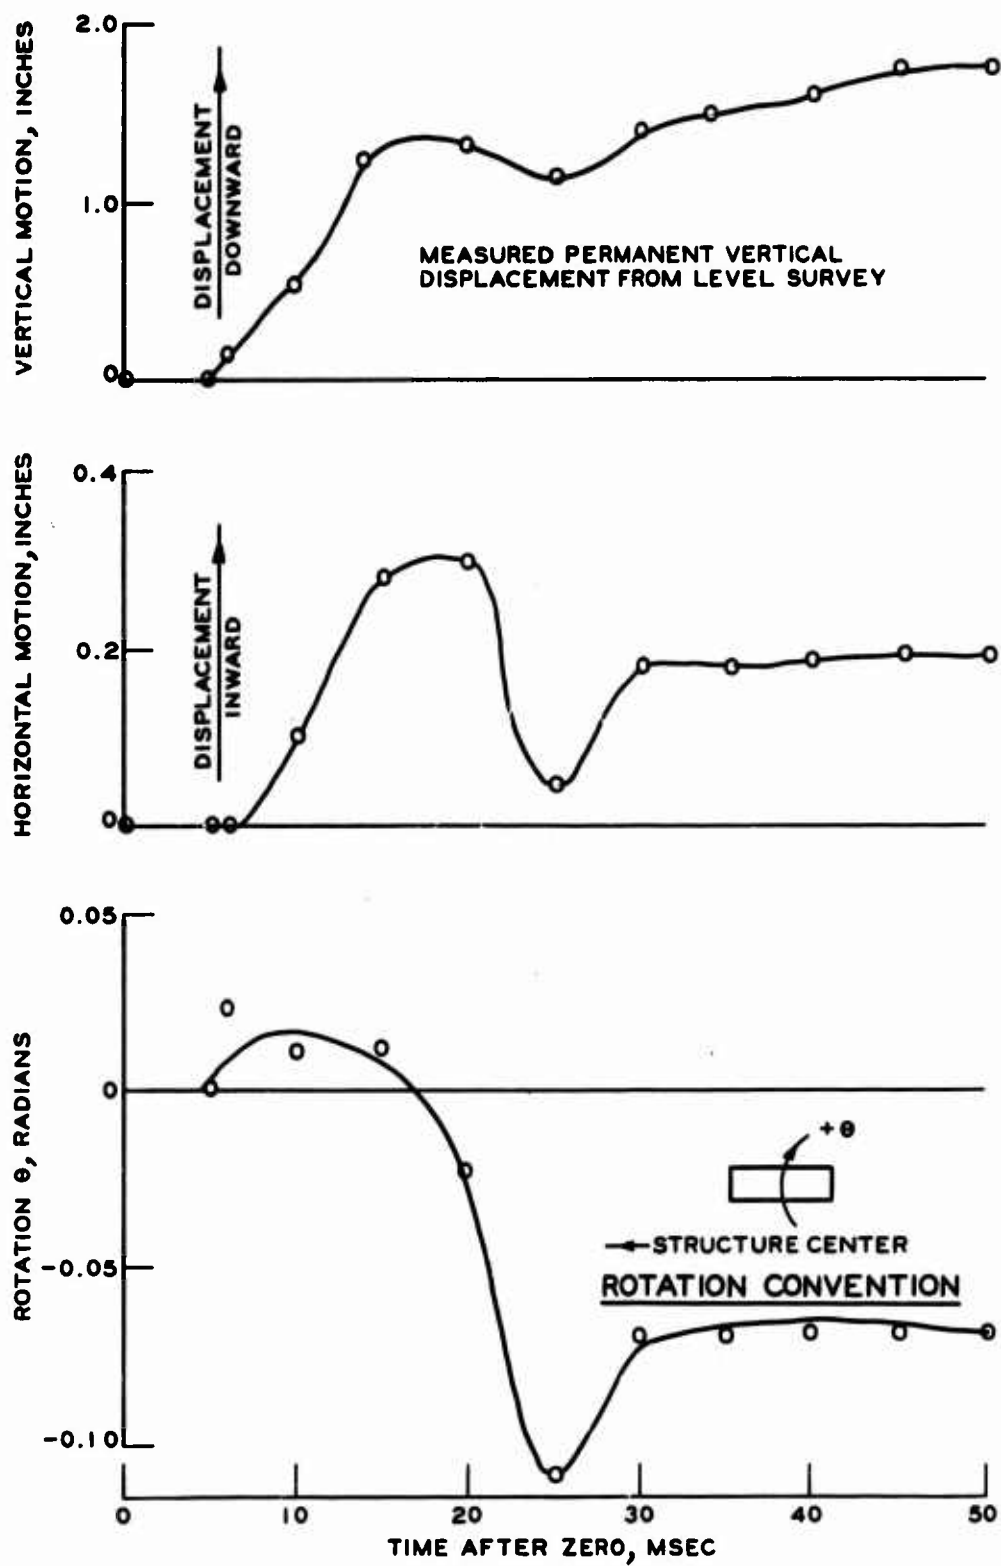 VERTICAL MOTION, INCHES
2.0
1.0
0
DISPLACEMENT
DOWNWARD
MEASURED PERMANENT VERTICAL
DISPLACEMENT FROM LEVEL SURVEY
HORIZONTAL MOTION, INCHES
0.4
0.2
0
DISPLACEMENT
INWARD
ROTATION θ, RADIANS
0.05
0
-0.05
-0.10
+θ
STRUCTURE CENTER
ROTATION CONVENTION
0 10 20 30 40 50
TIME AFTER ZERO, MSEC